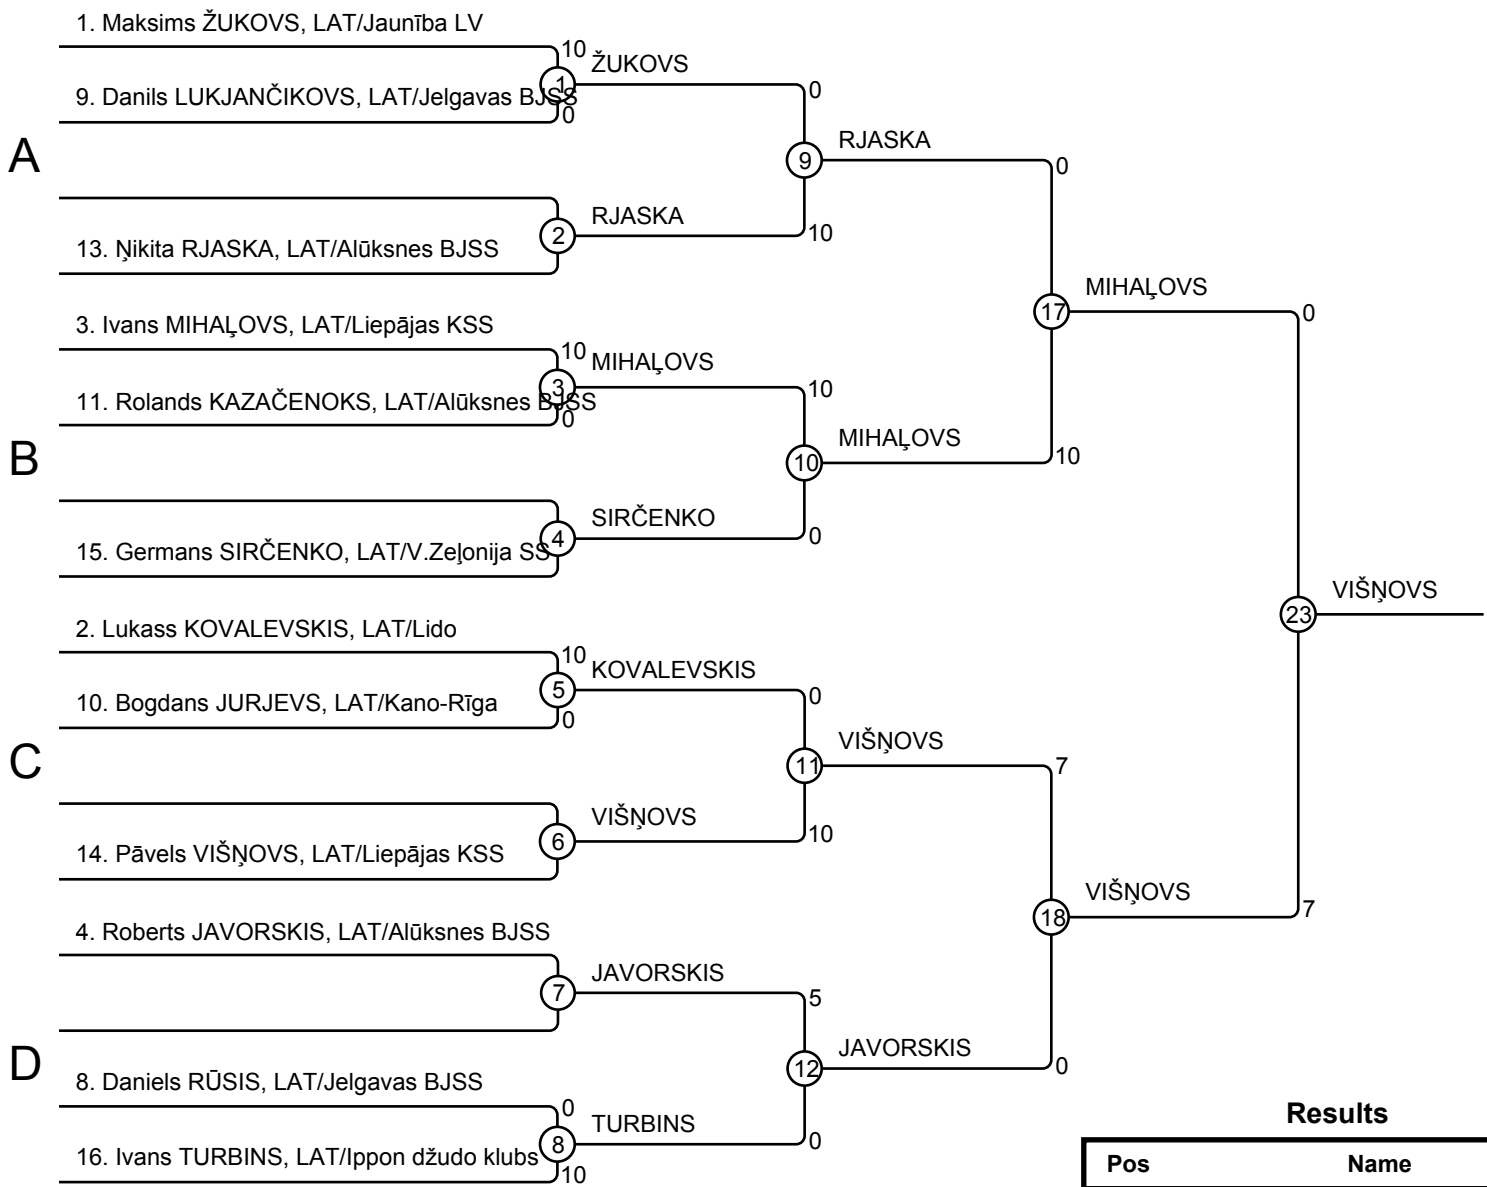 1. Maksims ŽUKOVS, LAT/Jaunība LV
10
ŽUKOVS
1
9. Danils LUKJANČIKOVS, LAT/Jelgavas BJSS
0
0
A
RJASKA
9
0
RJASKA
2
10
13. Ņikita RJASKA, LAT/Alūksnes BJSS
MIHAĻOVS
17
0
3. Ivans MIHAĻOVS, LAT/Liepājas KSS
10
MIHAĻOVS
3
10
11. Rolands KAZAČENOKS, LAT/Alūksnes BJSS
0
B
MIHAĻOVS
10
10
SIRČENKO
4
0
15. Germans SIRČENKO, LAT/V.Zeļonija SS
VIŠŅOVS
23
2. Lukass KOVALEVSKIS, LAT/Lido
10
KOVALEVSKIS
5
0
10. Bogdans JURJEVS, LAT/Kano-Rīga
0
C
VIŠŅOVS
11
7
VIŠŅOVS
6
10
14. Pāvels VIŠŅOVS, LAT/Liepājas KSS
VIŠŅOVS
18
7
4. Roberts JAVORSKIS, LAT/Alūksnes BJSS
JAVORSKIS
7
5
D
JAVORSKIS
12
0
8. Daniels RŪSIS, LAT/Jelgavas BJSS
0
TURBINS
8
0
16. Ivans TURBINS, LAT/Ippon džudo klubs
10
Results
Pos Name